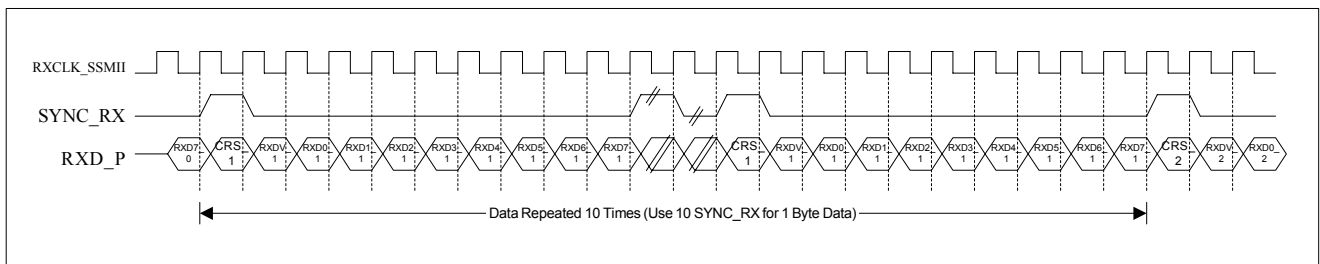 RXCLK_SSMII
SYNC_RX
RXD_P
RXD7_0 CRS_1 RXDV_1 RXD0_1 RXD1_1 RXD2_1 RXD3_1 RXD4_1 RXD5_1 RXD6_1 RXD7_1 CRS_1 RXDV_1 RXD0_1 RXD1_1 RXD2_1 RXD3_1 RXD4_1 RXD5_1 RXD6_1 RXD7_1 CRS_2 RXDV_2 RXD0_2
Data Repeated 10 Times (Use 10 SYNC_RX for 1 Byte Data)